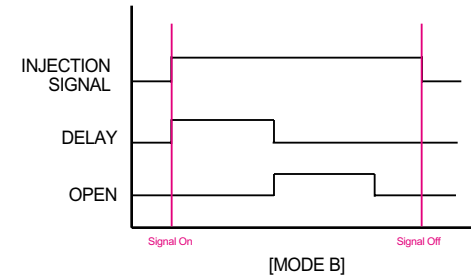 INJECTION
SIGNAL
DELAY
OPEN
Signal On
Signal Off
[MODE B]